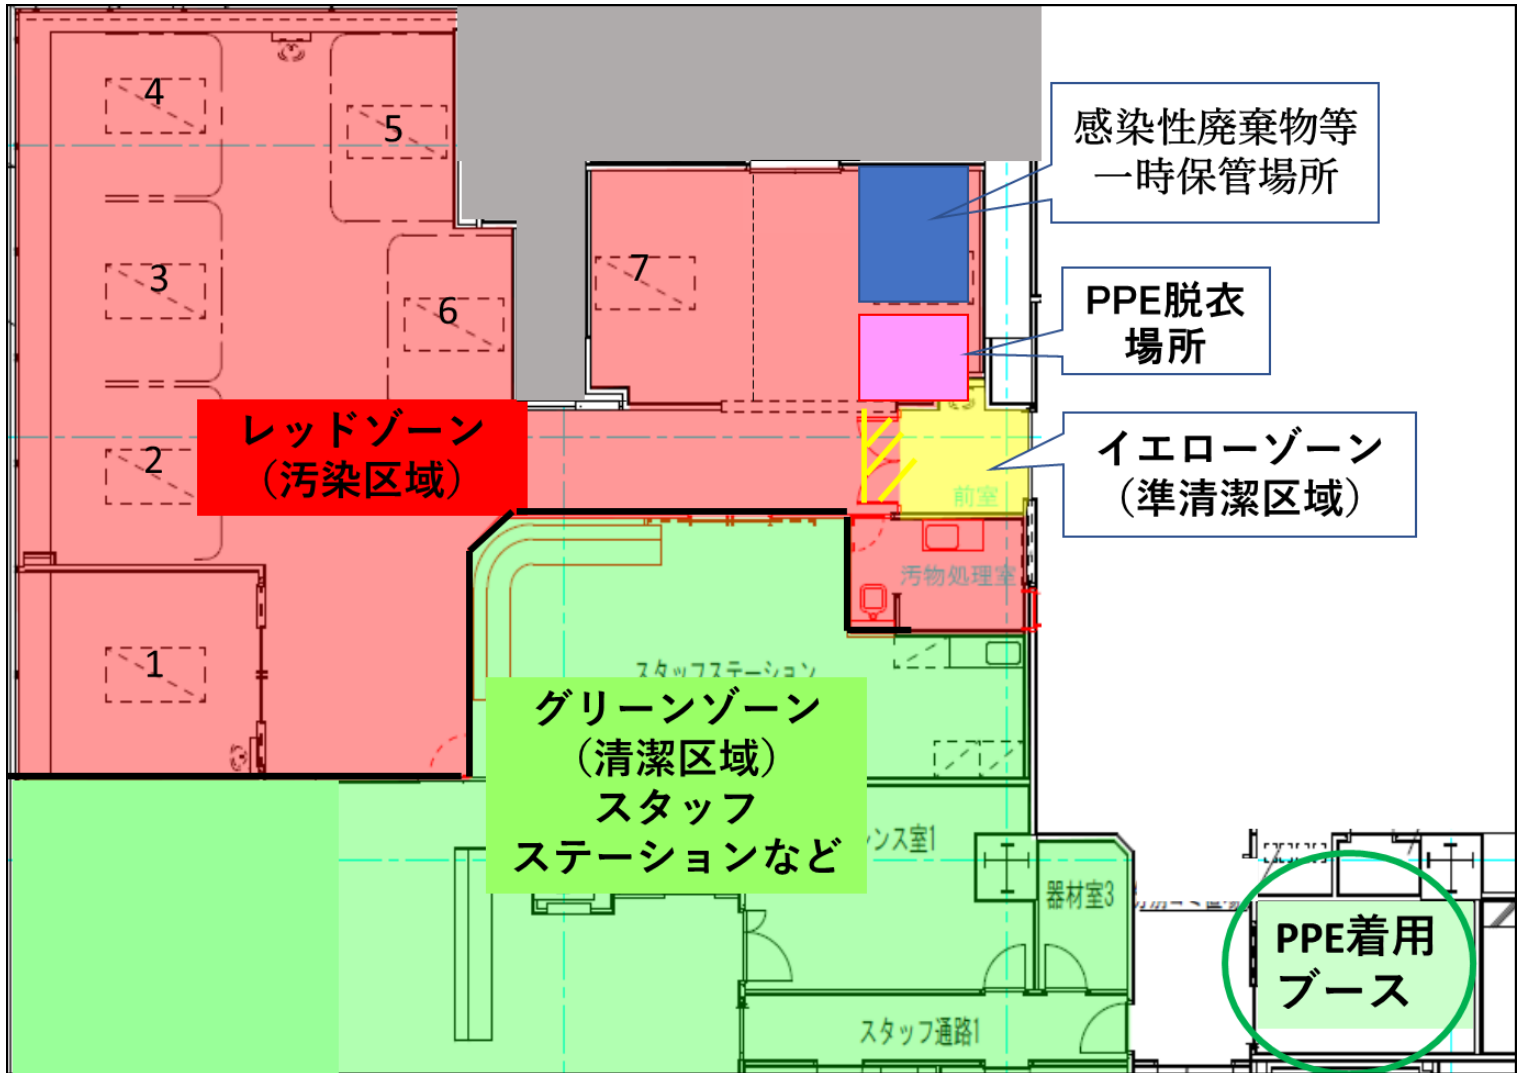 4
5
感染性廃棄物等
一時保管場所
3
7
6
PPE脱衣
場所
レッドゾーン
（汚染区域）
2
イエローゾーン
（準清潔区域）
前室
汚物処理室
1
スタッフステーション
グリーンゾーン
（清潔区域）
スタッフ
ステーションなど
ンス室1
器材室3
PPE着用
ブース
スタッフ通路1